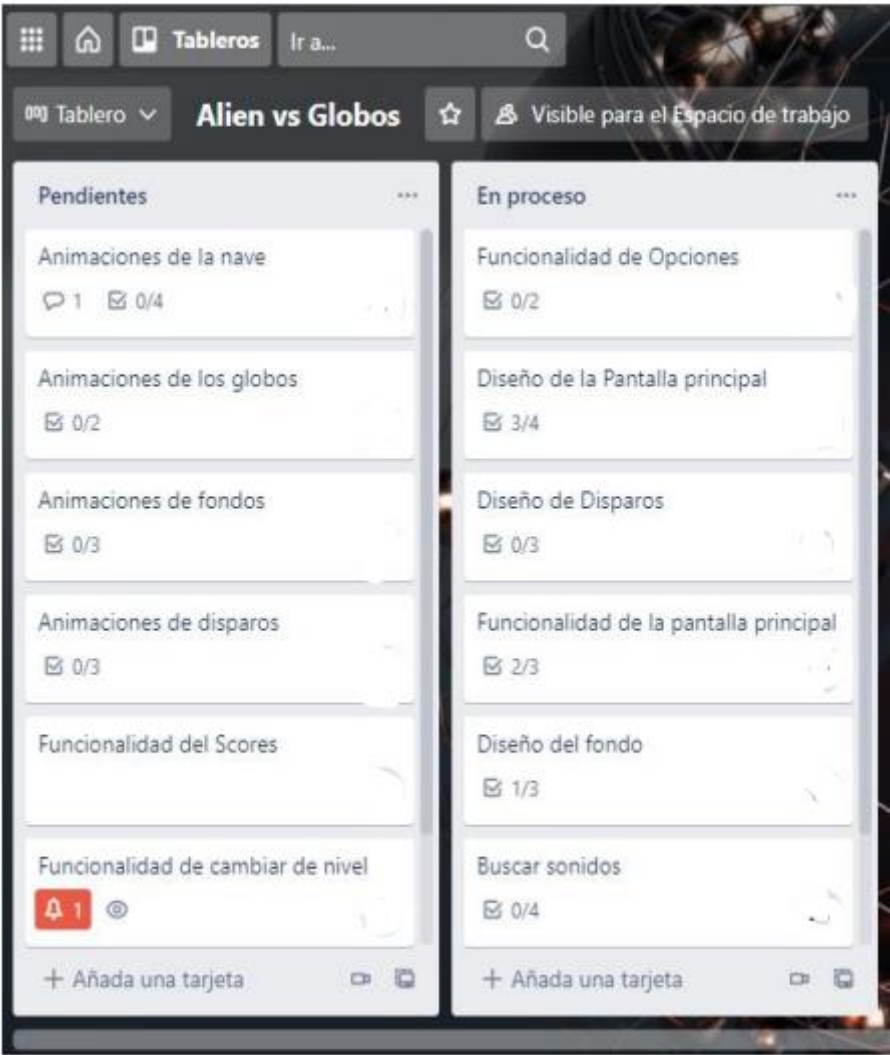 Tableros Ir a...
Tablero Alien vs Globos Visible para el Espacio de trabajo
Pendientes
Animaciones de la nave
1 0/4
Animaciones de los globos
0/2
Animaciones de fondos
0/3
Animaciones de disparos
0/3
Funcionalidad del Scores
Funcionalidad de cambiar de nivel
1
+ Añada una tarjeta
En proceso
Funcionalidad de Opciones
0/2
Diseño de la Pantalla principal
3/4
Diseño de Disparos
0/3
Funcionalidad de la pantalla principal
2/3
Diseño del fondo
1/3
Buscar sonidos
0/4
+ Añada una tarjeta